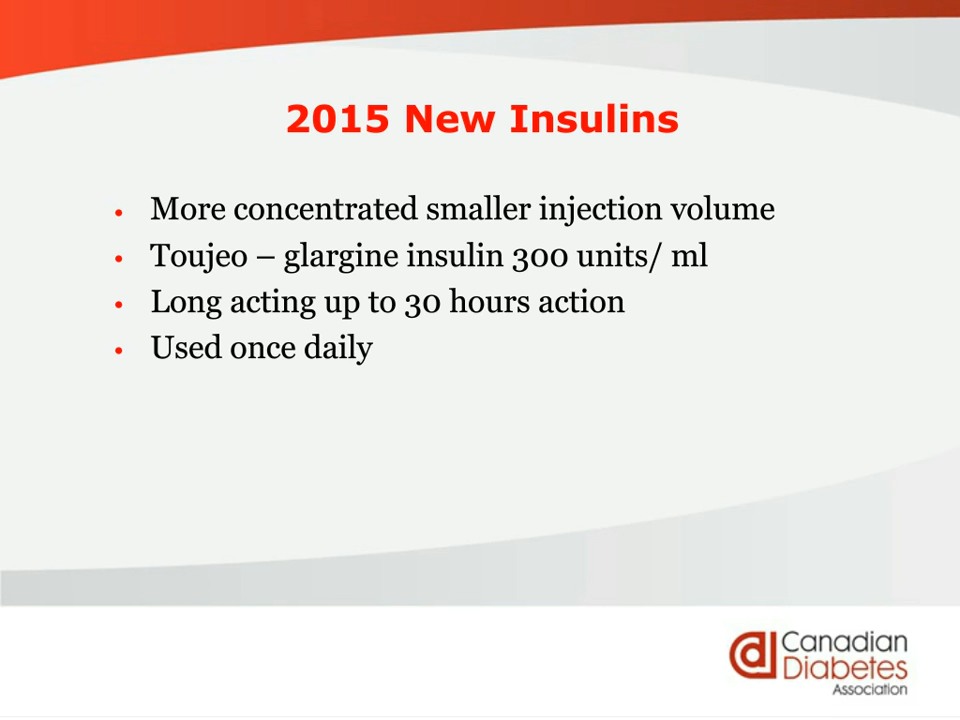 2015 New Insulins
• More concentrated smaller injection volume
• Toujeo – glargine insulin 300 units/ ml
• Long acting up to 30 hours action
• Used once daily
Canadian
Diabetes
Association